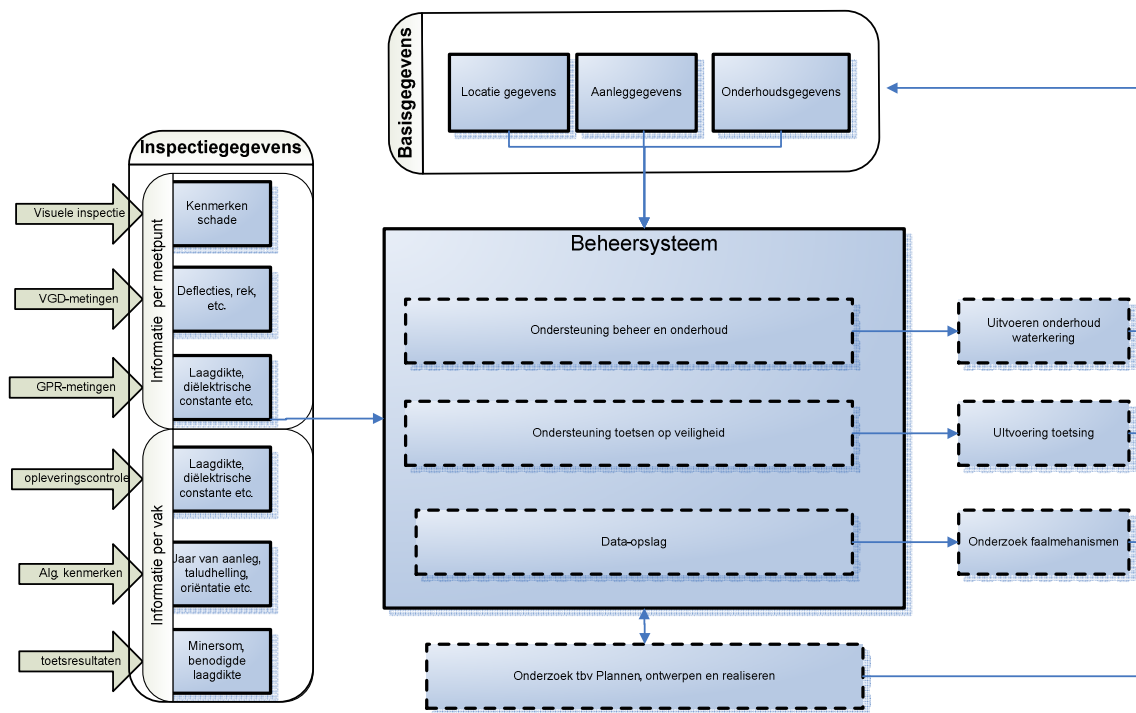 Basisgegevens
Locatie gegevens
Aanleggegevens
Onderhoudsgegevens
Inspectiegegevens
Informatie per meetpunt
Visuele inspectie
Kenmerken
schade
VGD-metingen
Deflecties, rek,
etc.
GPR-metingen
Laagdikte,
diëlektrische
constante etc.
Informatie per vak
opleveringscontrole
Laagdikte,
diëlektrische
constante etc.
Alg. kenmerken
Jaar van aanleg,
taludhelling,
oriëntatie etc.
toetsresultaten
Minersom,
benodigde
laagdikte
Beheersysteem
Ondersteuning beheer en onderhoud
Ondersteuning toetsen op veiligheid
Data-opslag
Uitvoeren onderhoud
waterkering
UItvoering toetsing
Onderzoek faalmehanismen
Onderzoek tbv Plannen, ontwerpen en realiseren